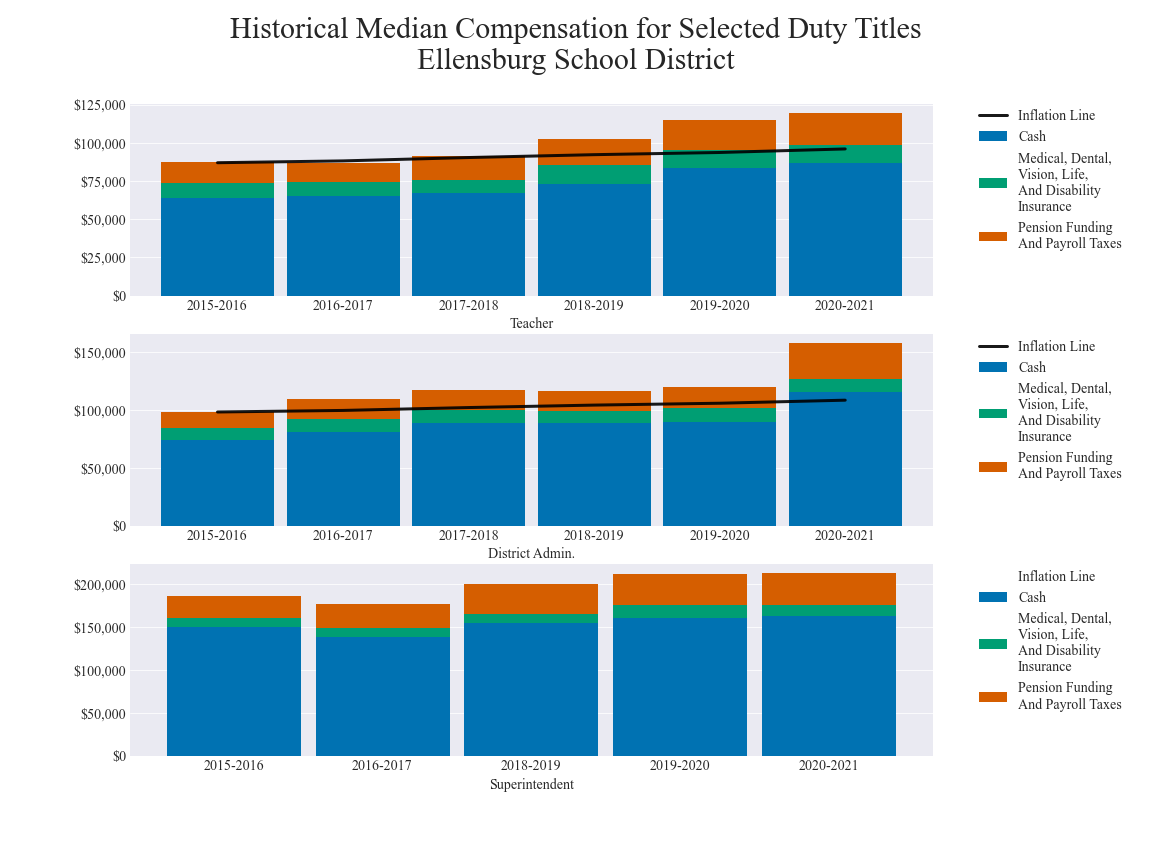 Historical Median Compensation for Selected Duty Titles
Ellensburg School District
$125,000
$100,000
$75,000
$50,000
$25,000
$0
2015-2016 2016-2017 2017-2018 2018-2019 2019-2020 2020-2021
Teacher
Inflation Line
Cash
Medical, Dental,
Vision, Life,
And Disability
Insurance
Pension Funding
And Payroll Taxes
$150,000
$100,000
$50,000
$0
2015-2016 2016-2017 2017-2018 2018-2019 2019-2020 2020-2021
District Admin.
Inflation Line
Cash
Medical, Dental,
Vision, Life,
And Disability
Insurance
Pension Funding
And Payroll Taxes
$200,000
$150,000
$100,000
$50,000
$0
2015-2016 2016-2017 2018-2019 2019-2020 2020-2021
Superintendent
Inflation Line
Cash
Medical, Dental,
Vision, Life,
And Disability
Insurance
Pension Funding
And Payroll Taxes